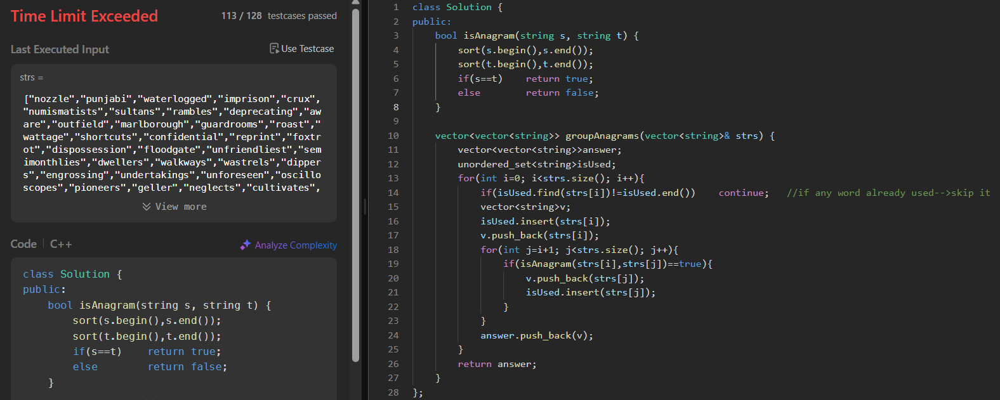 Time Limit Exceeded
113 / 128 testcases passed
Last Executed Input
Use Testcase
strs =
["nozzle","punjabi","waterlogged","imprison","crux",
"numismatists","sultans","rambles","deprecating","aw
are","outfield","marlborough","guardrooms","roast","
wattage","shortcuts","confidential","reprint","foxtr
ot","dispossession","floodgate","unfriendliest","sem
imonthlies","dwellers","walkways","wastrels","dipper
s","engrossing","undertakings","unforeseen","oscillo
scopes","pioneers","geller","neglects","cultivates",
View more
Code | C++
Analyze Complexity
class Solution {
public:
    bool isAnagram(string s, string t) {
        sort(s.begin(),s.end());
        sort(t.begin(),t.end());
        if(s==t)    return true;
        else        return false;
    }
1 class Solution {
2 public:
3     bool isAnagram(string s, string t) {
4         sort(s.begin(),s.end());
5         sort(t.begin(),t.end());
6         if(s==t)    return true;
7         else        return false;
8     }
9
10     vector<vector<string>> groupAnagrams(vector<string>& strs) {
11         vector<vector<string>>answer;
12         unordered_set<string>isUsed;
13         for(int i=0; i<strs.size(); i++){
14             if(isUsed.find(strs[i])!=isUsed.end())    continue;   //if any word already used-->skip it
15             vector<string>v;
16             isUsed.insert(strs[i]);
17             v.push_back(strs[i]);
18             for(int j=i+1; j<strs.size(); j++){
19                 if(isAnagram(strs[i],strs[j])==true){
20                     v.push_back(strs[j]);
21                     isUsed.insert(strs[j]);
22                 }
23             }
24             answer.push_back(v);
25         }
26         return answer;
27     }
28 };